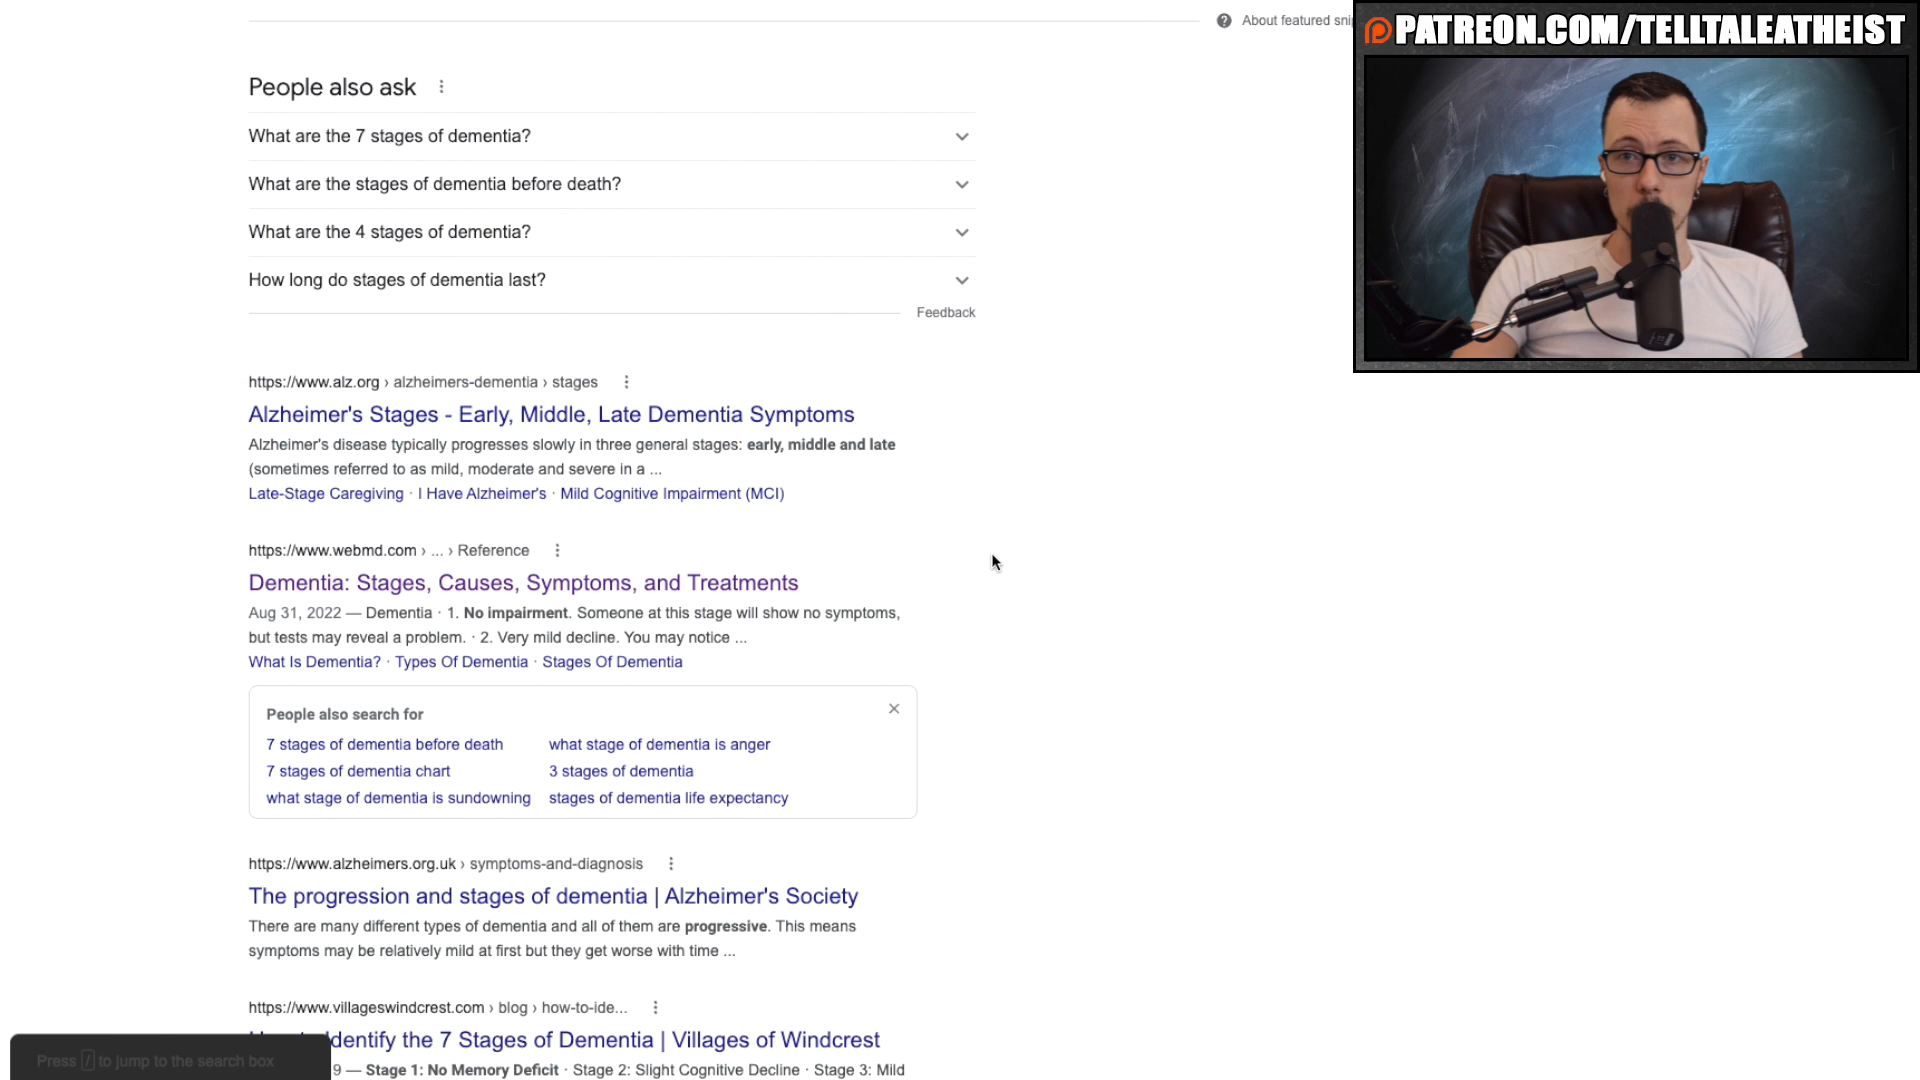 About featured sni
PATREON.COM/TELLTALEATHEIST
People also ask
What are the 7 stages of dementia?
What are the stages of dementia before death?
What are the 4 stages of dementia?
How long do stages of dementia last?
Feedback
https://www.alz.org › alzheimers-dementia › stages
Alzheimer's Stages - Early, Middle, Late Dementia Symptoms
Alzheimer's disease typically progresses slowly in three general stages: early, middle and late
(sometimes referred to as mild, moderate and severe in a ...
Late-Stage Caregiving · I Have Alzheimer's · Mild Cognitive Impairment (MCI)
https://www.webmd.com › ... › Reference
Dementia: Stages, Causes, Symptoms, and Treatments
Aug 31, 2022 — Dementia · 1. No impairment. Someone at this stage will show no symptoms,
but tests may reveal a problem. · 2. Very mild decline. You may notice ...
What Is Dementia? · Types Of Dementia · Stages Of Dementia
People also search for
7 stages of dementia before death
what stage of dementia is anger
7 stages of dementia chart
3 stages of dementia
what stage of dementia is sundowning
stages of dementia life expectancy
https://www.alzheimers.org.uk › symptoms-and-diagnosis
The progression and stages of dementia | Alzheimer's Society
There are many different types of dementia and all of them are progressive. This means
symptoms may be relatively mild at first but they get worse with time ...
https://www.villageswindcrest.com › blog › how-to-ide...
dentify the 7 Stages of Dementia | Villages of Windcrest
Press / to jump to the search box
9 — Stage 1: No Memory Deficit · Stage 2: Slight Cognitive Decline · Stage 3: Mild